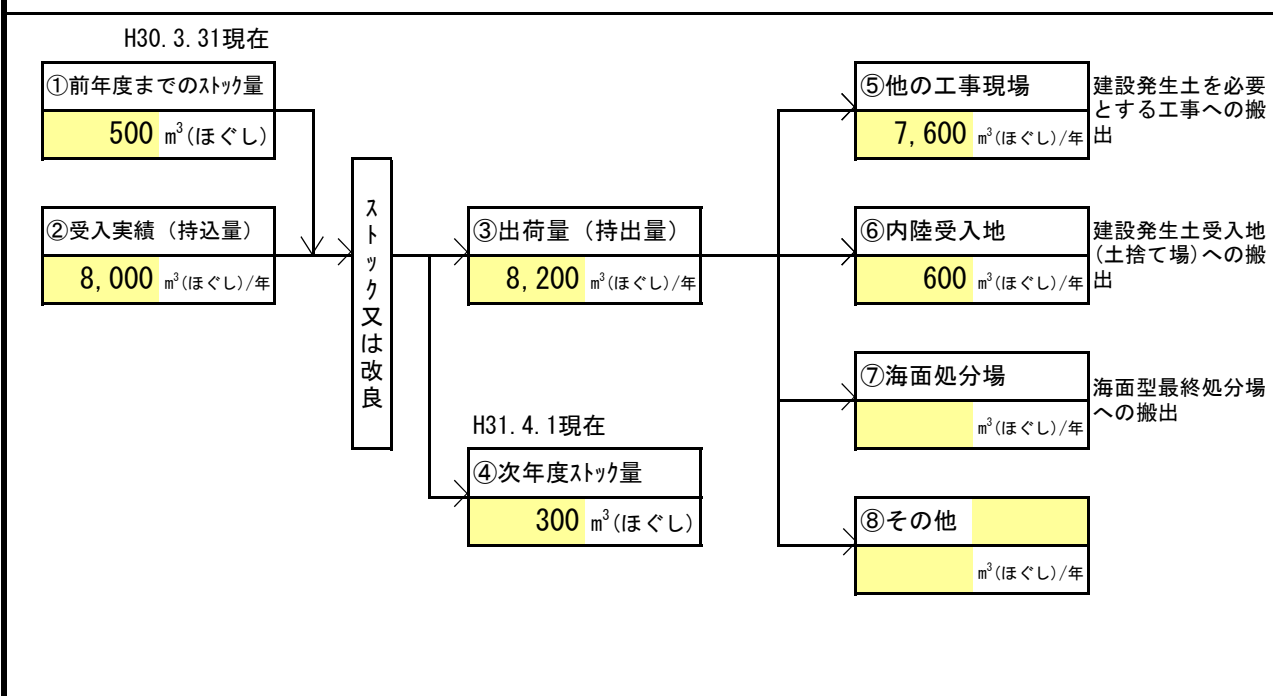 H30.3.31現在
①前年度までのストック量
500 m³(ほぐし)
②受入実績（持込量）
8,000 m³(ほぐし)/年
ストック又は改良
③出荷量（持出量）
8,200 m³(ほぐし)/年
H31.4.1現在
④次年度ストック量
300 m³(ほぐし)
⑤他の工事現場
7,600 m³(ほぐし)/年
建設発生土を必要
とする工事への搬
出
⑥内陸受入地
600 m³(ほぐし)/年
建設発生土受入地
(土捨て場)への搬
出
⑦海面処分場
m³(ほぐし)/年
海面型最終処分場
への搬出
⑧その他
m³(ほぐし)/年